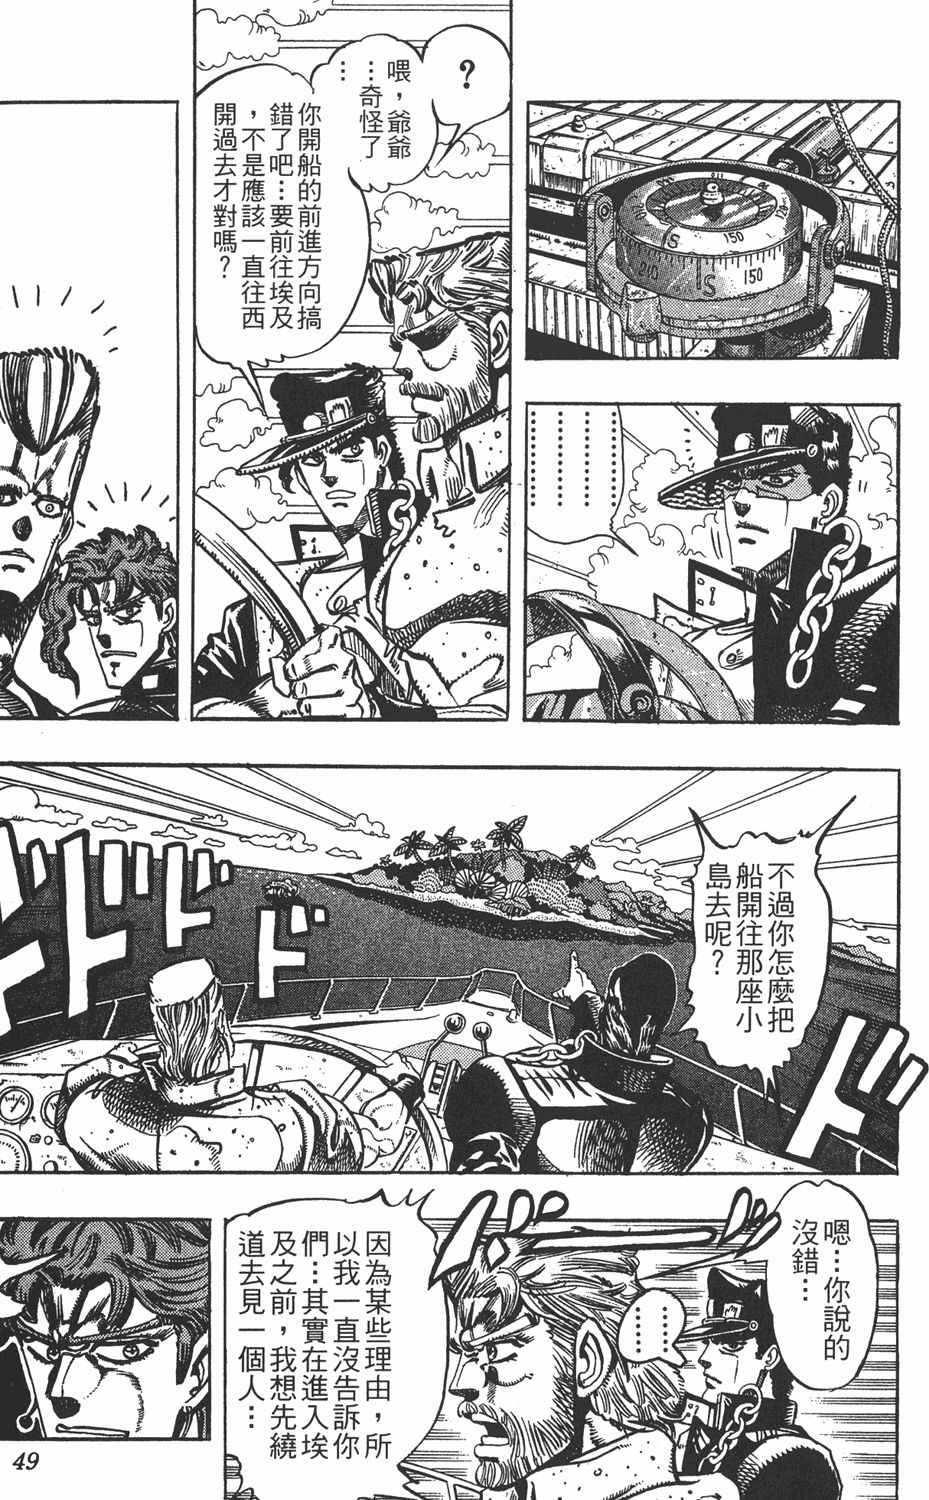 S
150
210
S
150
…………
…………
?
喂，爺爺
…奇怪了
…
你開船的前進方向搞
錯了吧…要前往埃及
，不是應該一直往西
開過去才對嗎？
不過你怎麼把
船開往那座小
島去呢？
ドドドド
ド
嗯…你說的
沒錯…
……
因為某些理由，所
以我一直沒告訴你
們…其實在進入埃
及之前，我想先繞
道去見一個人…
49